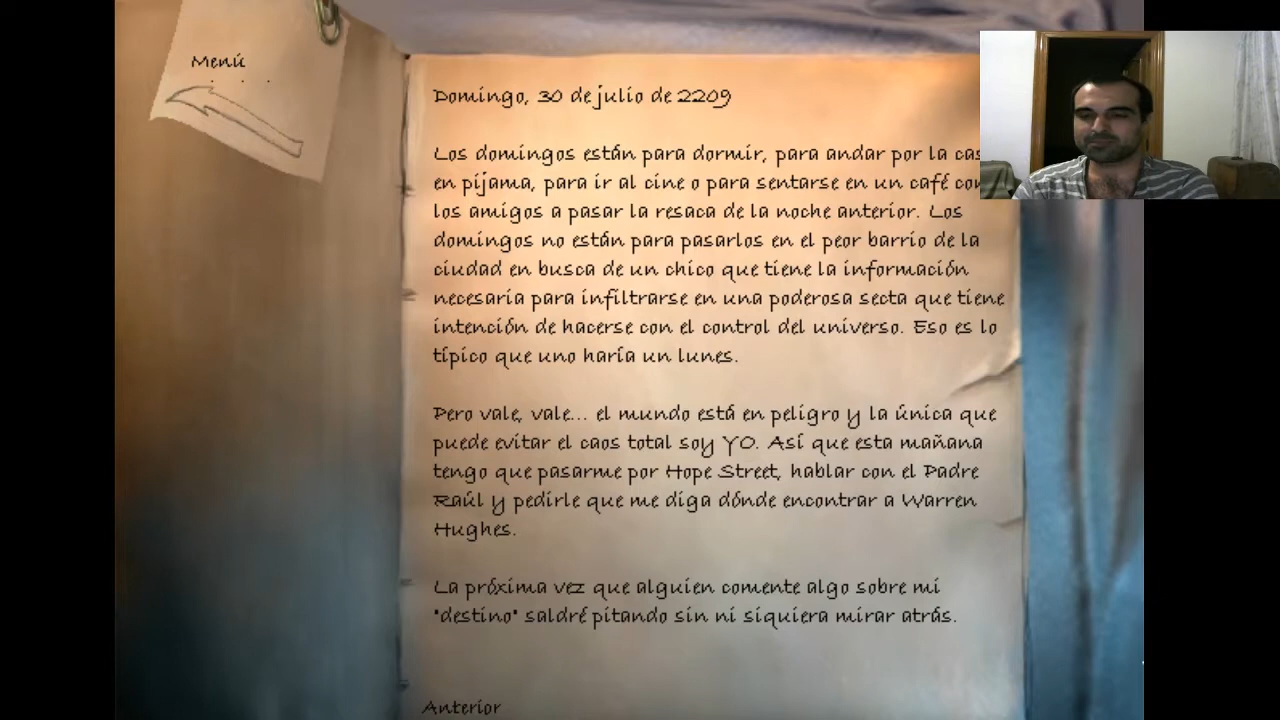 Menú
Domingo, 30 de julio de 2209
Los domingos están para dormir, para andar por la
en pijama, para ir al cine o para sentarse en un café
los amigos a pasar la resaca de la noche anterior. Los
domingos no están para pasarlos en el peor barrio de la
ciudad en busca de un chico que tiene la información
necesaria para infiltrarse en una poderosa secta que tiene
intención de hacerse con el control del universo. Eso es lo
típico que uno haría un lunes.
Pero vale, vale... el mundo está en peligro y la única que
puede evitar el caos total soy YO. Así que esta mañana
tengo que pasarme por Hope Street, hablar con el Padre
Raúl y pedirle que me diga dónde encontrar a Warren
Hughes.
La próxima vez que alguien comente algo sobre mi
"destino" saldré pitando sin ni siquiera mirar atrás.
Anterior